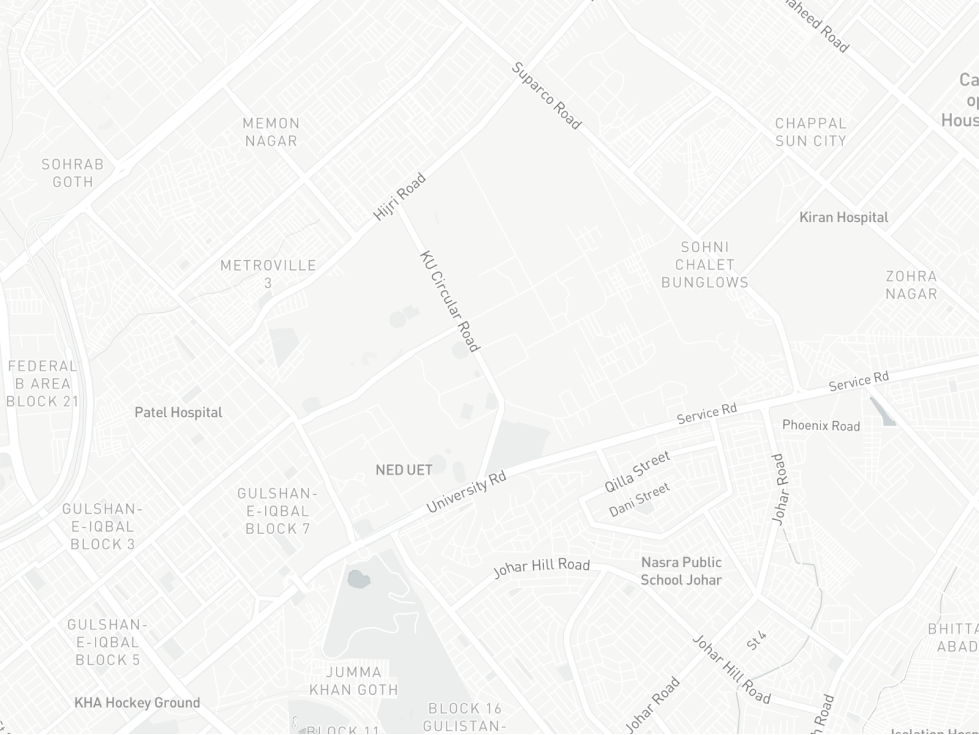 Suparco Road
MEMON
NAGAR
CHAPPAL
SUN CITY
SOHRAB
GOTH
Hijri Road
Kiran Hospital
SOHNI
CHALET
BUNGLOWS
METROVILLE
3
ZOHRA
NAGAR
KU Circular Road
FEDERAL
B AREA
BLOCK 21
Service Rd
Patel Hospital
Service Rd
Phoenix Road
NED UET
Qilla Street
University Rd
Dani Street
Johar Road
GULSHAN-
E-IQBAL
BLOCK 7
GULSHAN-
E-IQBAL
BLOCK 3
Johar Hill Road
Nasra Public
School Johar
GULSHAN-
E-IQBAL
BLOCK 5
St 4
Johar Hill Road
JUMMA
KHAN GOTH
KHA Hockey Ground
Johar Road
BLOCK 16
GULISTAN-
BLOCK 11
Road